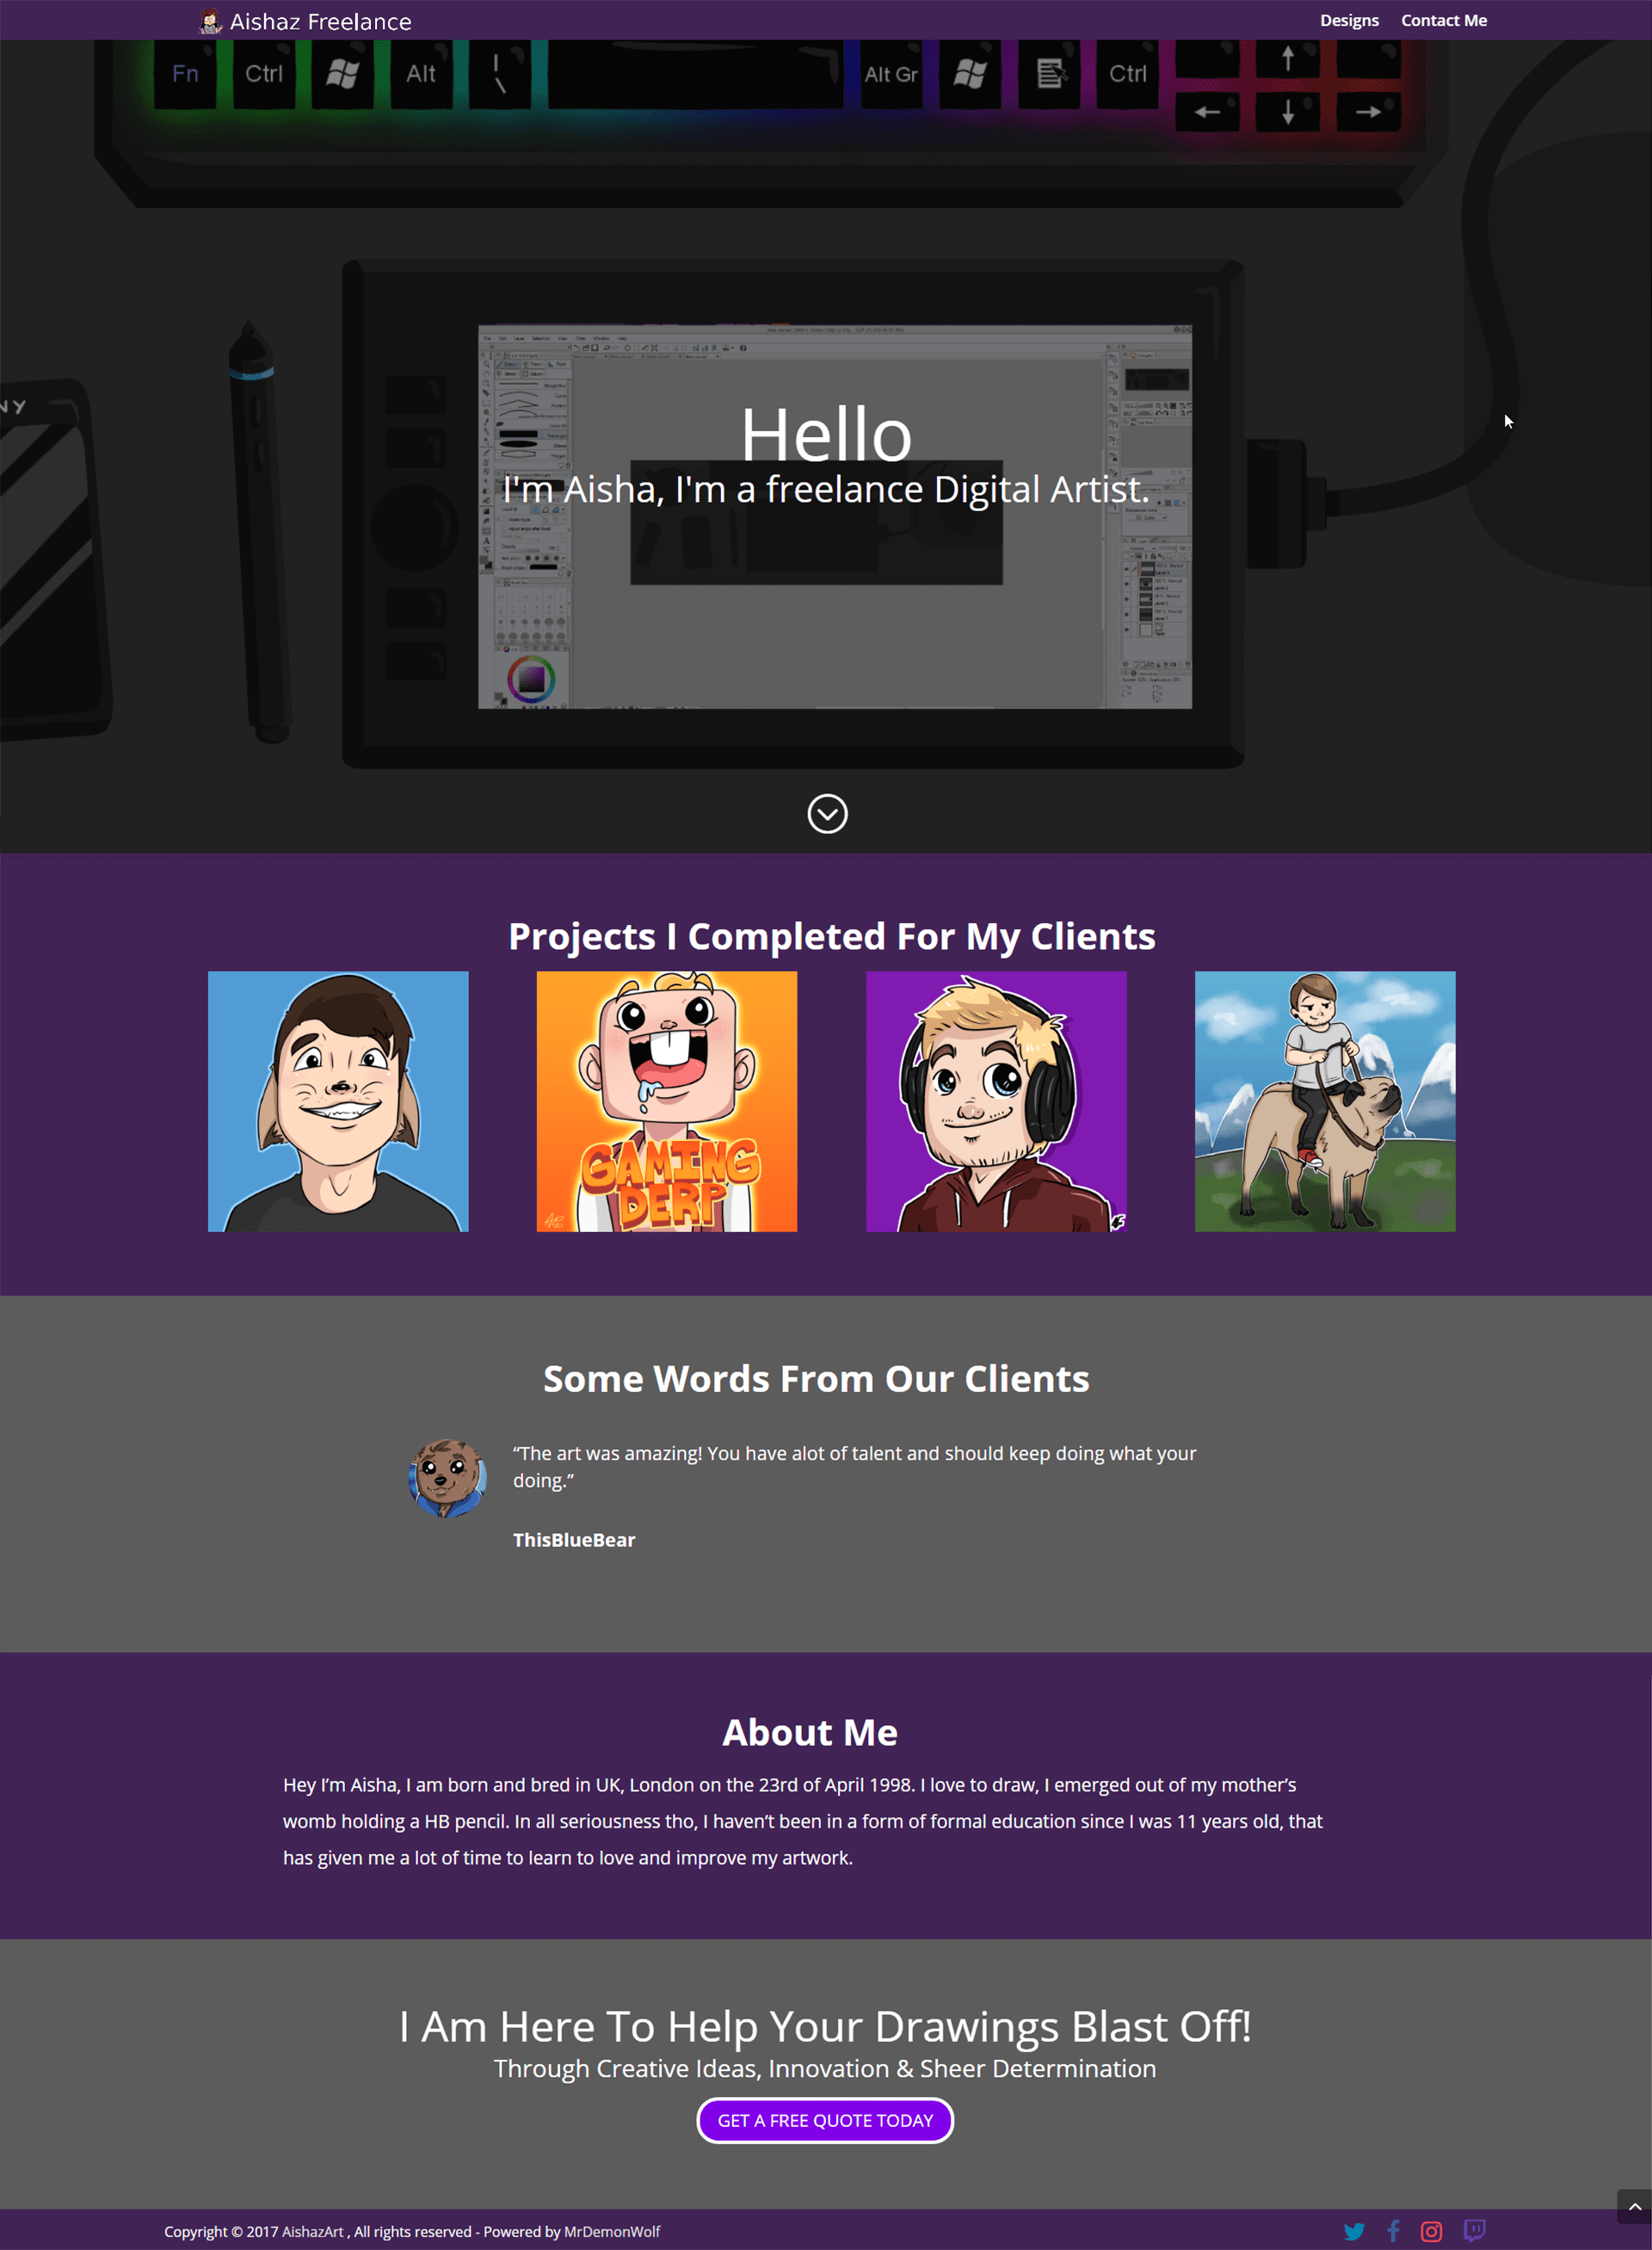 Aishaz Freelance
Designs Contact Me
Fn Ctrl Alt | \ Alt Gr Ctrl
NY
Hello
I'm Aisha, I'm a freelance Digital Artist.
Projects I Completed For My Clients
GAMING
DERP
Some Words From Our Clients
“The art was amazing! You have alot of talent and should keep doing what your
doing.”
ThisBlueBear
About Me
Hey I’m Aisha, I am born and bred in UK, London on the 23rd of April 1998. I love to draw, I emerged out of my mother’s
womb holding a HB pencil. In all seriousness tho, I haven’t been in a form of formal education since I was 11 years old, that
has given me a lot of time to learn to love and improve my artwork.
I Am Here To Help Your Drawings Blast Off!
Through Creative Ideas, Innovation & Sheer Determination
GET A FREE QUOTE TODAY
Copyright © 2017 AishazArt , All rights reserved - Powered by MrDemonWolf